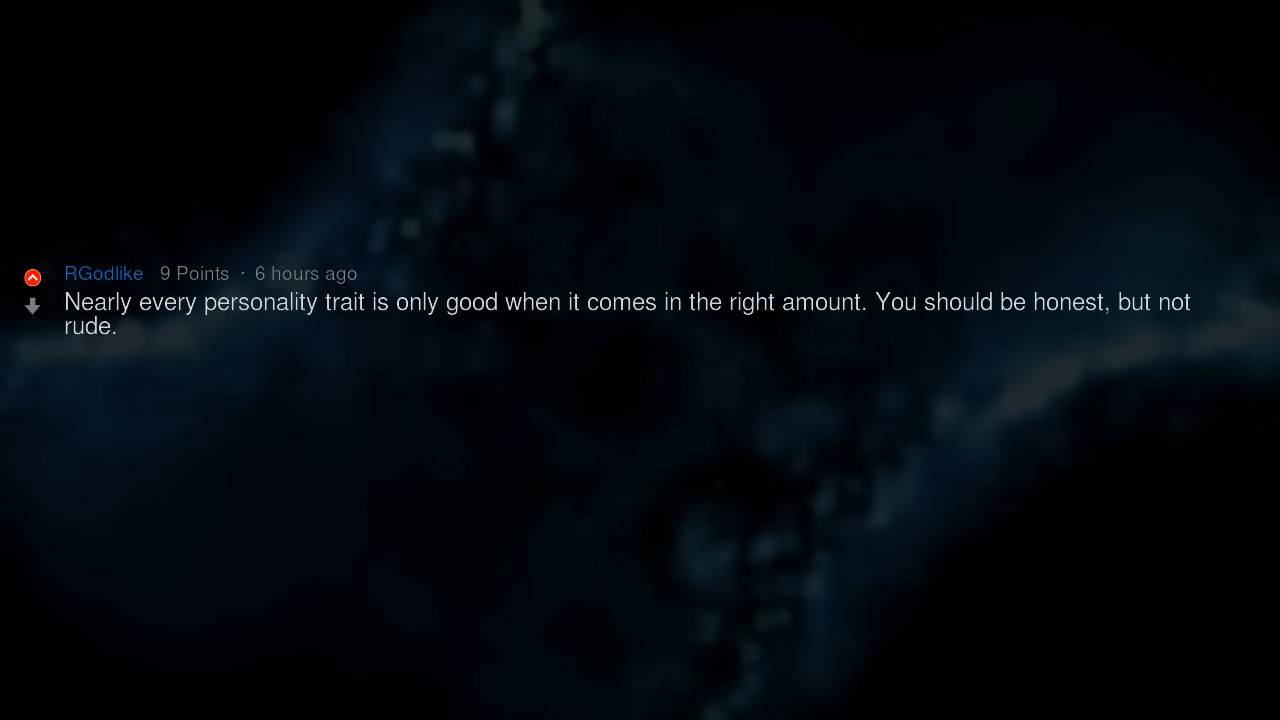 RGodlike 9 Points · 6 hours ago
Nearly every personality trait is only good when it comes in the right amount. You should be honest, but not
rude.